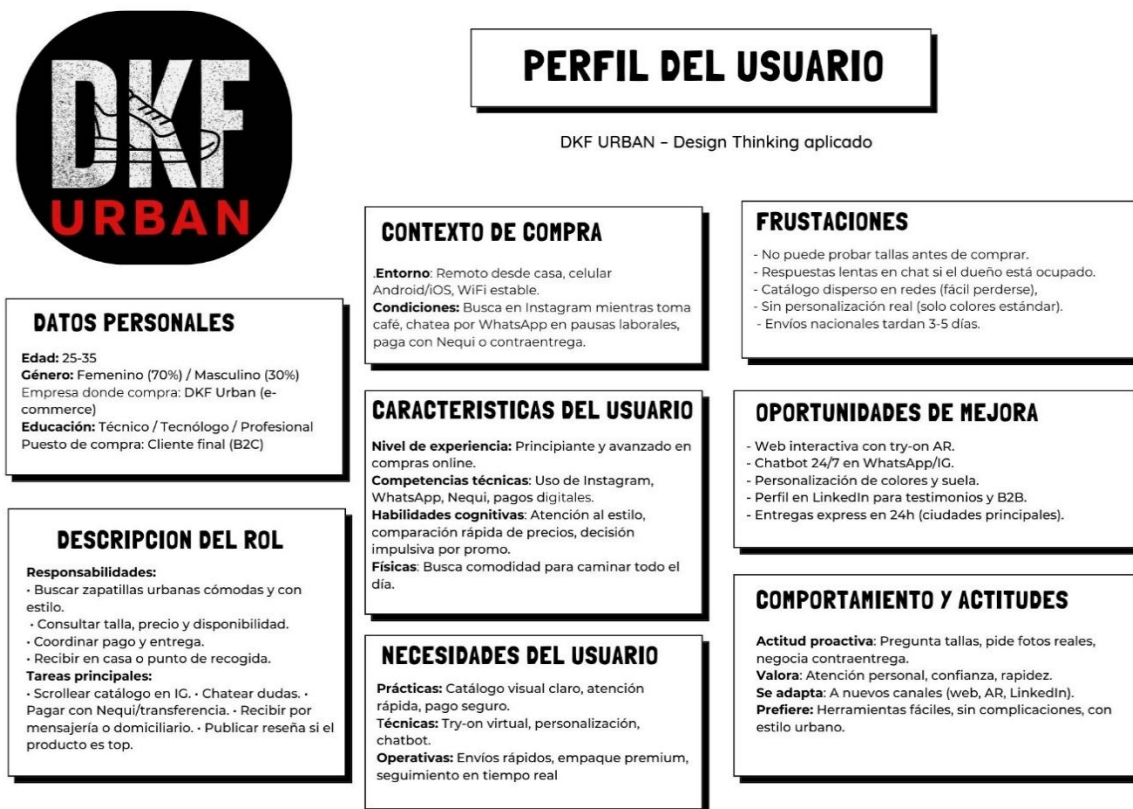 DKF
URBAN
PERFIL DEL USUARIO
DKF URBAN – Design Thinking aplicado
DATOS PERSONALES
Edad: 25-35
Género: Femenino (70%) / Masculino (30%)
Empresa donde compra: DKF Urban (e-
commerce)
Educación: Técnico / Tecnólogo / Profesional
Puesto de compra: Cliente final (B2C)
DESCRIPCION DEL ROL
Responsabilidades:
• Buscar zapatillas urbanas cómodas y con
estilo.
• Consultar talla, precio y disponibilidad.
• Coordinar pago y entrega.
• Recibir en casa o punto de recogida.
Tareas principales:
• Scrollear catálogo en IG. • Chatear dudas. •
Pagar con Nequi/transferencia. • Recibir por
mensajería o domiciliario. • Publicar reseña si el
producto es top.
CONTEXTO DE COMPRA
.Entorno: Remoto desde casa, celular
Android/iOS, WiFi estable.
Condiciones: Busca en Instagram mientras toma
café, chatea por WhatsApp en pausas laborales,
paga con Nequi o contraentrega.
CARACTERISTICAS DEL USUARIO
Nivel de experiencia: Principiante y avanzado en
compras online.
Competencias técnicas: Uso de Instagram,
WhatsApp, Nequi, pagos digitales.
Habilidades cognitivas: Atención al estilo,
comparación rápida de precios, decisión
impulsiva por promo.
Físicas: Busca comodidad para caminar todo el
día.
NECESIDADES DEL USUARIO
Prácticas: Catálogo visual claro, atención
rápida, pago seguro.
Técnicas: Try-on virtual, personalización,
chatbot.
Operativas: Envíos rápidos, empaque premium,
seguimiento en tiempo real
FRUSTACIONES
- No puede probar tallas antes de comprar.
- Respuestas lentas en chat si el dueño está ocupado.
- Catálogo disperso en redes (fácil perderse),
- Sin personalización real (solo colores estándar).
- Envíos nacionales tardan 3-5 días.
OPORTUNIDADES DE MEJORA
- Web interactiva con try-on AR.
- Chatbot 24/7 en WhatsApp/IG.
- Personalización de colores y suela.
- Perfil en LinkedIn para testimonios y B2B.
- Entregas express en 24h (ciudades principales).
COMPORTAMIENTO Y ACTITUDES
Actitud proactiva: Pregunta tallas, pide fotos reales,
negocia contraentrega.
Valora: Atención personal, confianza, rapidez.
Se adapta: A nuevos canales (web, AR, LinkedIn).
Prefiere: Herramientas fáciles, sin complicaciones, con
estilo urbano.